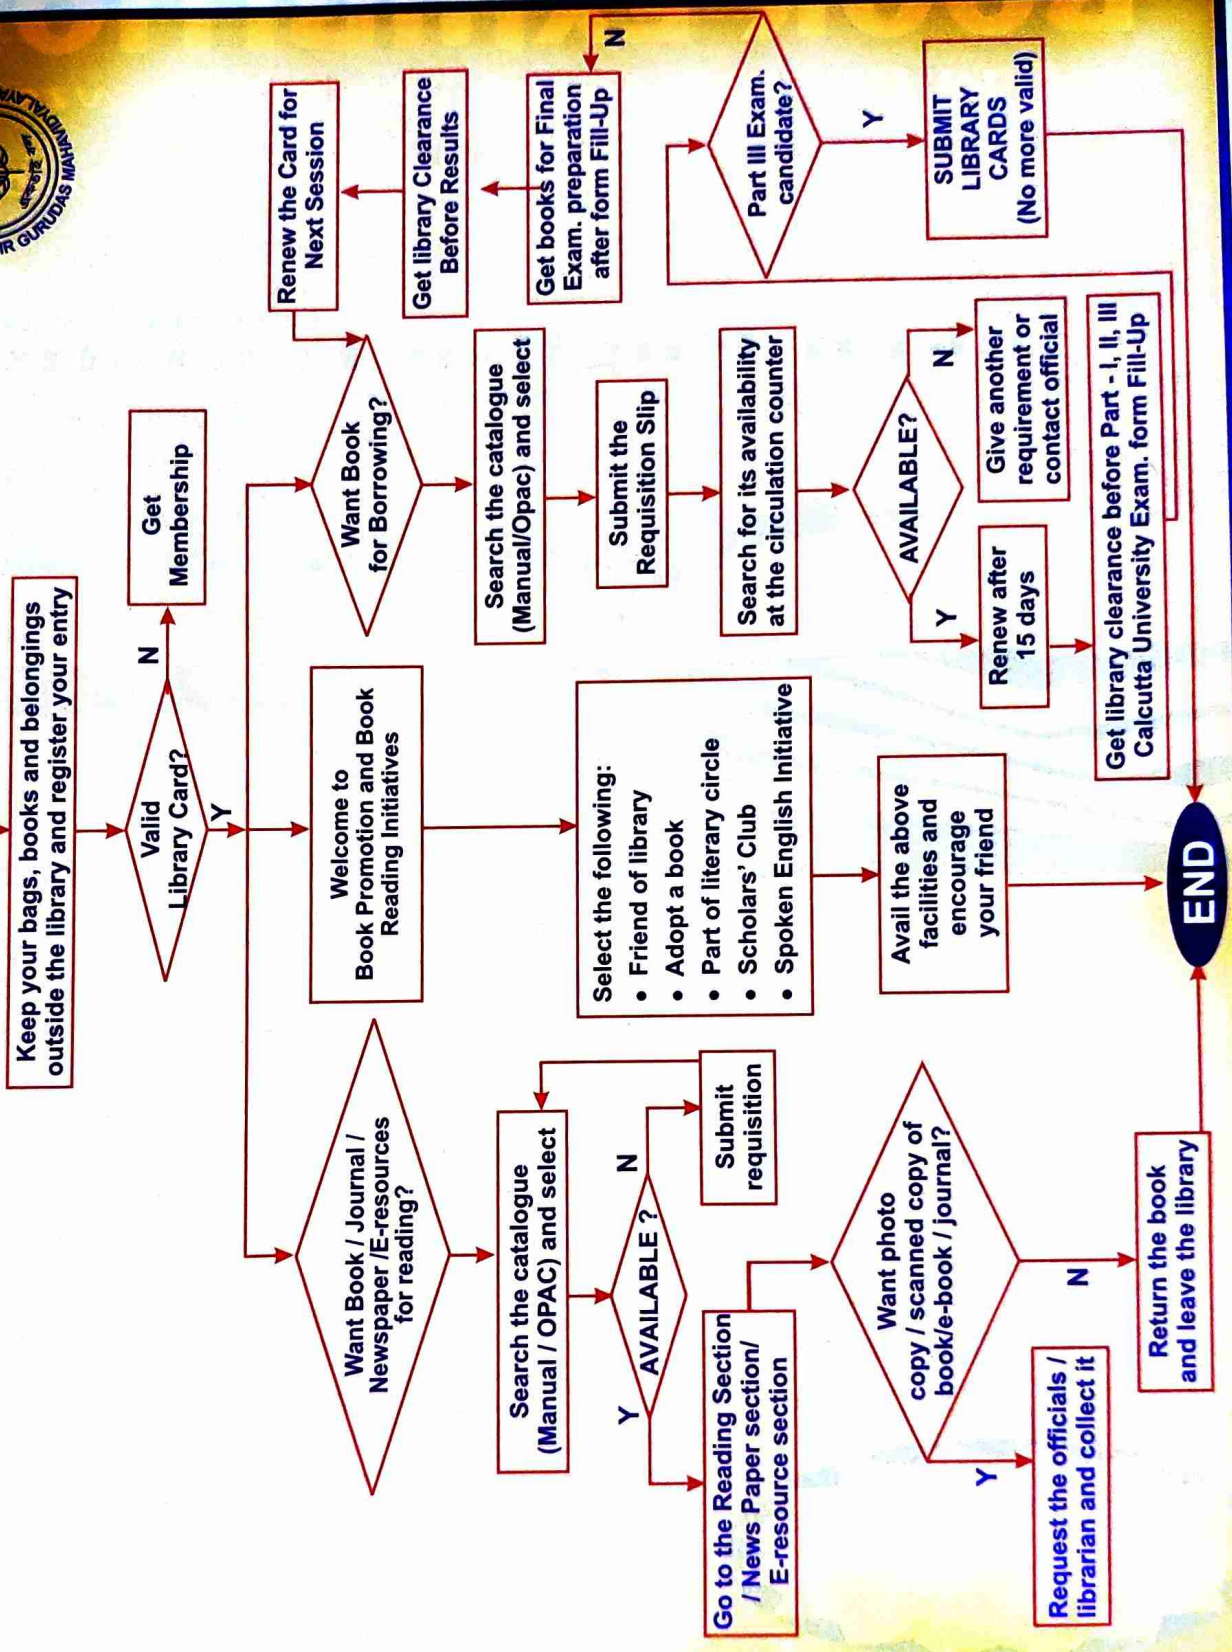 GURUDAS MAHAVIDYALAYA
Keep your bags, books and belongings
outside the library and register your entry
Valid
Library Card?
N
Get
Membership
Y
Want Book / Journal /
Newspaper /E-resources
for reading?
Search the catalogue
(Manual / OPAC) and select
AVAILABLE ?
Y
N
Submit
requisition
Go to the Reading Section
/ News Paper section/
E-resource section
Want photo
copy / scanned copy of
book/e-book / journal?
Y
N
Request the officials /
librarian and collect it
Return the book
and leave the library
Welcome to
Book Promotion and Book
Reading Initiatives
Select the following:
• Friend of library
• Adopt a book
• Part of literary circle
• Scholars' Club
• Spoken English Initiative
Avail the above
facilities and
encourage
your friend
END
Want Book
for Borrowing?
Search the catalogue
(Manual/Opac) and select
Submit the
Requisition Slip
Search for its availability
at the circulation counter
AVAILABLE?
Y
N
Renew after
15 days
Give another
requirement or
contact official
Get library clearance before Part - I, II, III
Calcutta University Exam. form Fill-Up
Renew the Card for
Next Session
Get library Clearance
Before Results
Get books for Final
Exam. preparation
after form Fill-Up
N
Part III Exam.
candidate?
Y
SUBMIT
LIBRARY
CARDS
(No more valid)